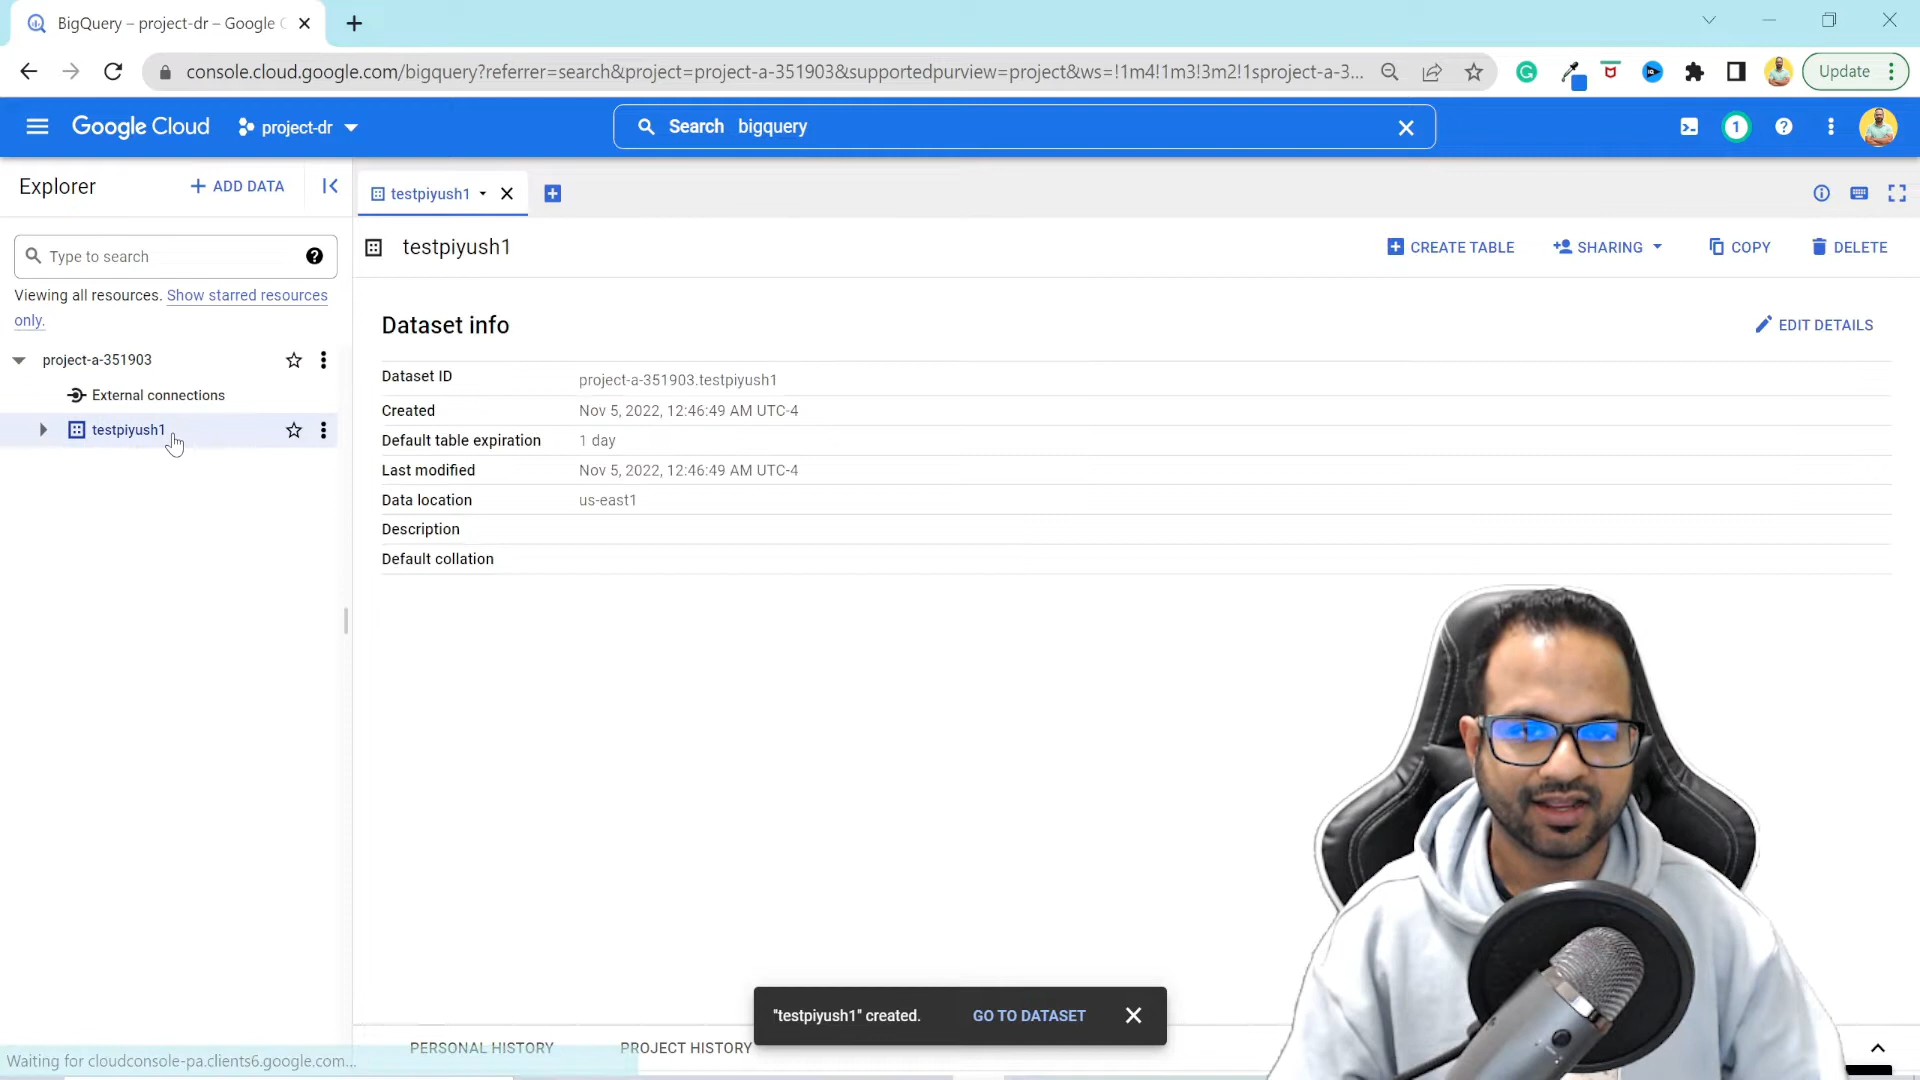 BigQuery – project-dr – Google C
console.cloud.google.com/bigquery?referrer=search&project=project-a-351903&supportedpurview=project&ws=!1m4!1m3!3m2!1sproject-a-3...
Update
Google Cloud
project-dr
Search bigquery
1
Explorer
ADD DATA
testpiyush1
testpiyush1
CREATE TABLE
SHARING
COPY
DELETE
Type to search
Viewing all resources. Show starred resources
only.
project-a-351903
External connections
testpiyush1
Dataset info
EDIT DETAILS
Dataset ID project-a-351903.testpiyush1
Created Nov 5, 2022, 12:46:49 AM UTC-4
Default table expiration 1 day
Last modified Nov 5, 2022, 12:46:49 AM UTC-4
Data location us-east1
Description
Default collation
"testpiyush1" created. GO TO DATASET
PERSONAL HISTORY PROJECT HISTORY
Waiting for cloudconsole-pa.clients6.google.com...